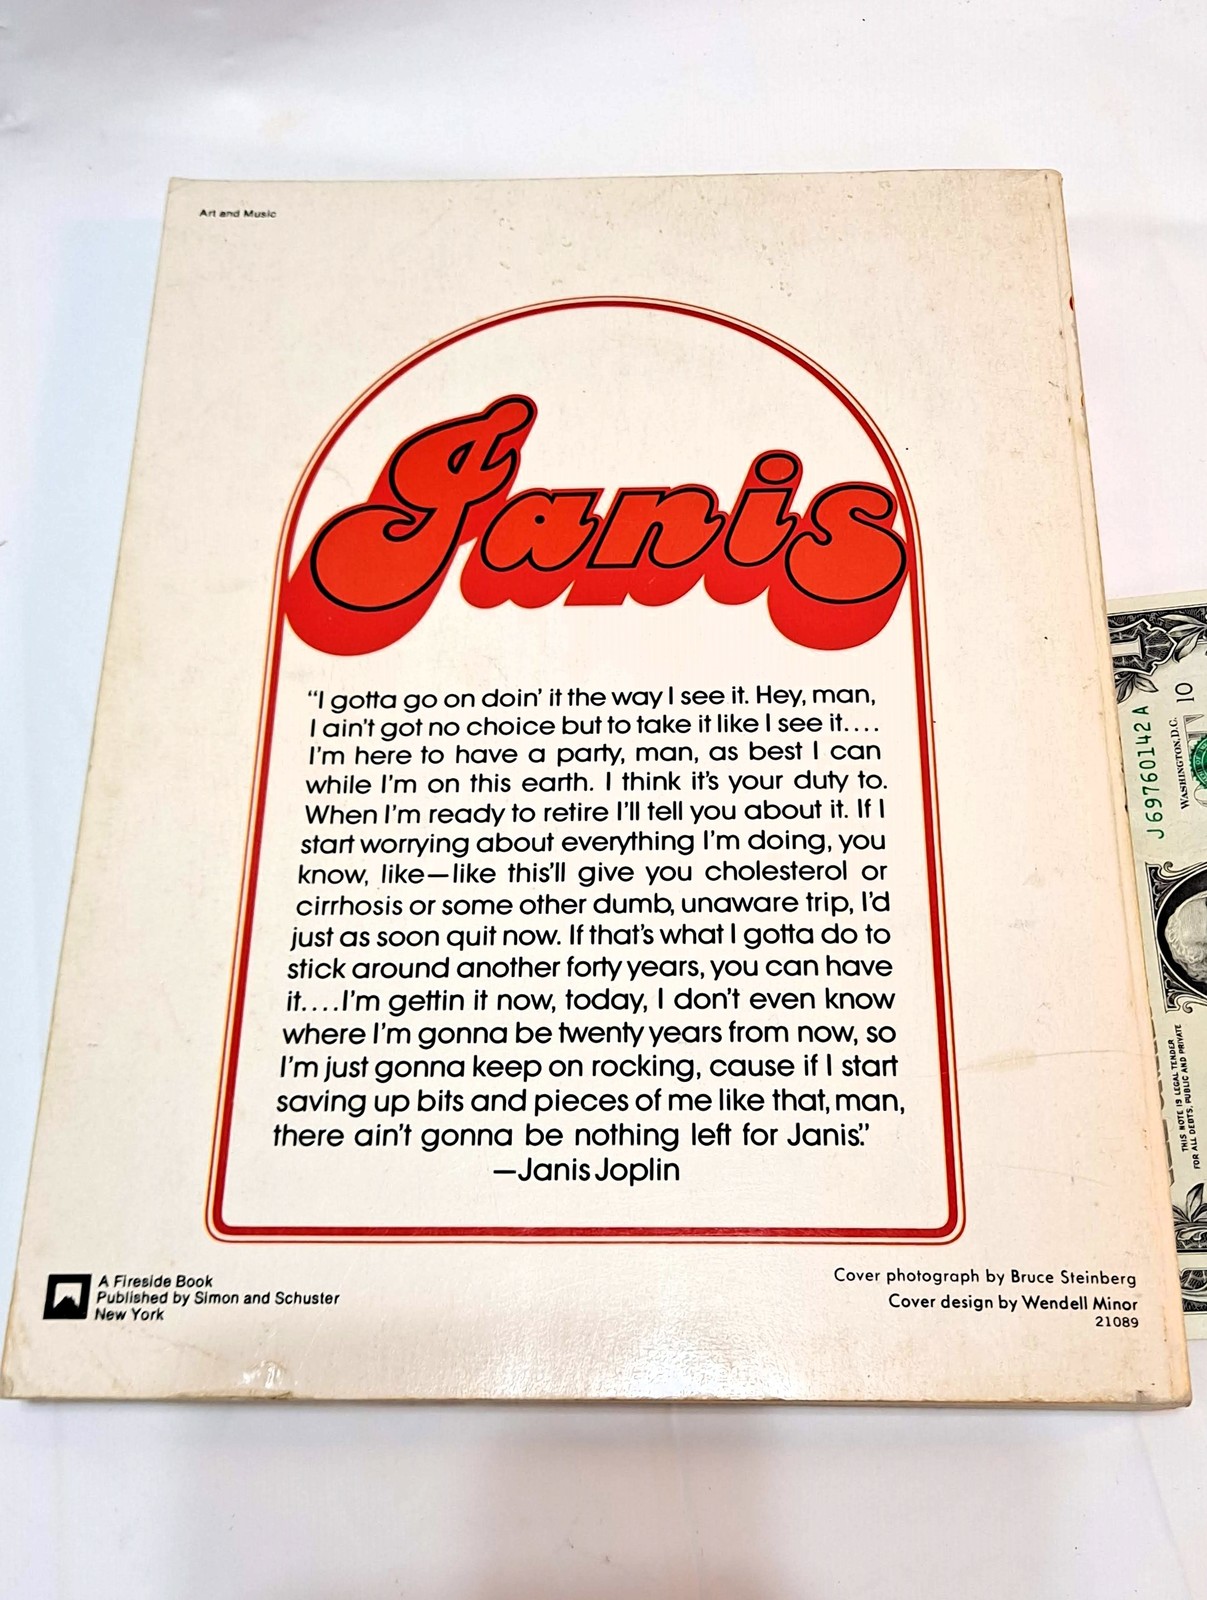 Art and Music
Janis
“I gotta go on doin’ it the way I see it. Hey, man,
I ain’t got no choice but to take it like I see it....
I’m here to have a party, man, as best I can
while I’m on this earth. I think it’s your duty to.
When I’m ready to retire I’ll tell you about it. If I
start worrying about everything I’m doing, you
know, like—like this’ll give you cholesterol or
cirrhosis or some other dumb, unaware trip, I’d
just as soon quit now. If that’s what I gotta do to
stick around another forty years, you can have
it....I’m gettin it now, today, I don’t even know
where I’m gonna be twenty years from now, so
I’m just gonna keep on rocking, cause if I start
saving up bits and pieces of me like that, man,
there ain’t gonna be nothing left for Janis.”
—Janis Joplin
A Fireside Book
Published by Simon and Schuster
New York
Cover photograph by Bruce Steinberg
Cover design by Wendell Minor
21089
J69760142A
WASHINGTON, D.C.
10
THIS NOTE IS LEGAL TENDER
FOR ALL DEBTS, PUBLIC AND PRIVATE